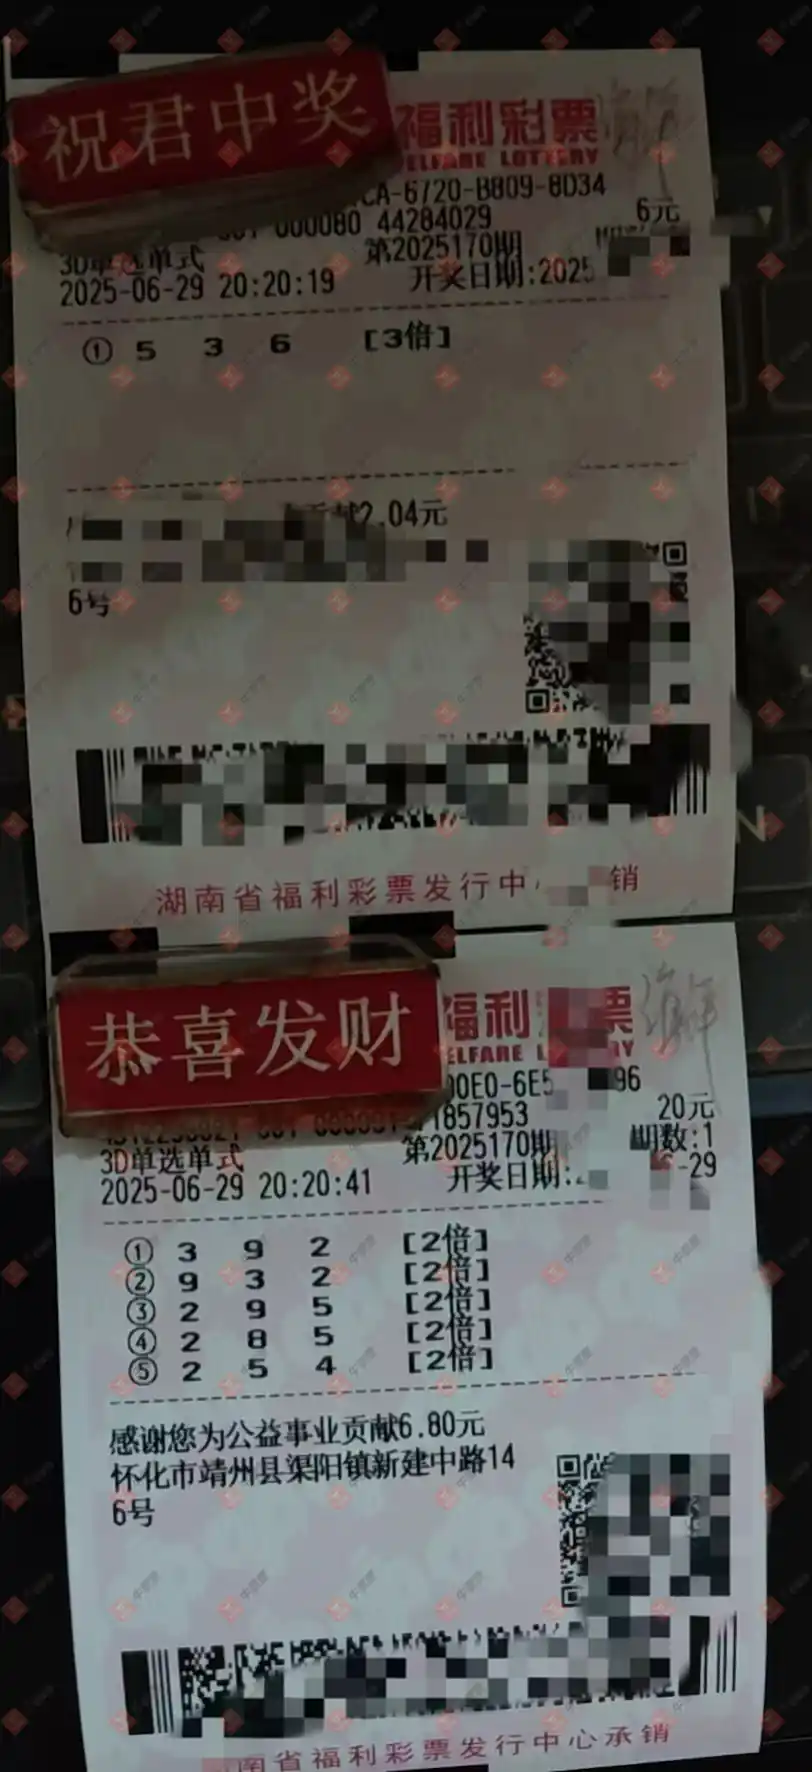 祝君中奖
福利彩票
ELFARE LOTTERY
CA-6720-B809-8D34
000080 44284029
6元
第2025170期
3D单选单式
2025-06-29 20:20:19
开奖日期:2025
① 5 3 6 [3倍]
贡献2.04元
6号
湖南省福利彩票发行中
销
恭喜发财
福利
票
ELFARE L
RY
00E0-6E5
96
1857953
20元
第2025170期
期数:1
3D单选单式
2025-06-29 20:20:41
开奖日期:2
-29
① 3 9 2 [2倍]
② 9 3 2 [2倍]
③ 2 9 5 [2倍]
④ 2 8 5 [2倍]
⑤ 2 5 4 [2倍]
感谢您为公益事业贡献6.80元
怀化市靖州县渠阳镇新建中路14
6号
南省福利彩票发行中心承销
N